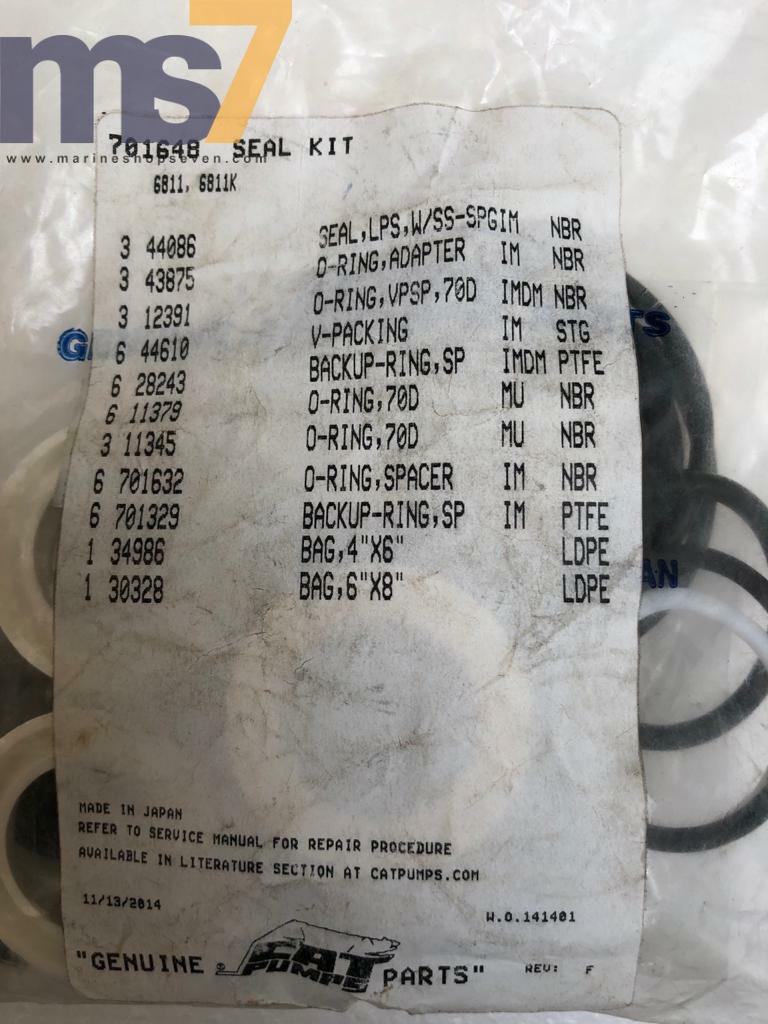 ms7
www.marineshopseven.com
701648 SEAL KIT
6811, 6811K
3 44086 SEAL,LPS,W/SS-SPGIM NBR
3 43875 O-RING,ADAPTER IM NBR
3 12391 O-RING,VPSP,70D IMDM NBR
6 44610 V-PACKING IM STG
6 28243 BACKUP-RING,SP IMDM PTFE
6 11379 O-RING,70D MU NBR
3 11345 O-RING,70D MU NBR
6 701632 O-RING,SPACER IM NBR
6 701329 BACKUP-RING,SP IM PTFE
1 34986 BAG,4"X6" LDPE
1 30328 BAG,6"X8" LDPE
MADE IN JAPAN
REFER TO SERVICE MANUAL FOR REPAIR PROCEDURE
AVAILABLE IN LITERATURE SECTION AT CATPUMPS.COM
11/13/2014 W.O.141401
"GENUINE ® CAT PUMPS PARTS" REV: F